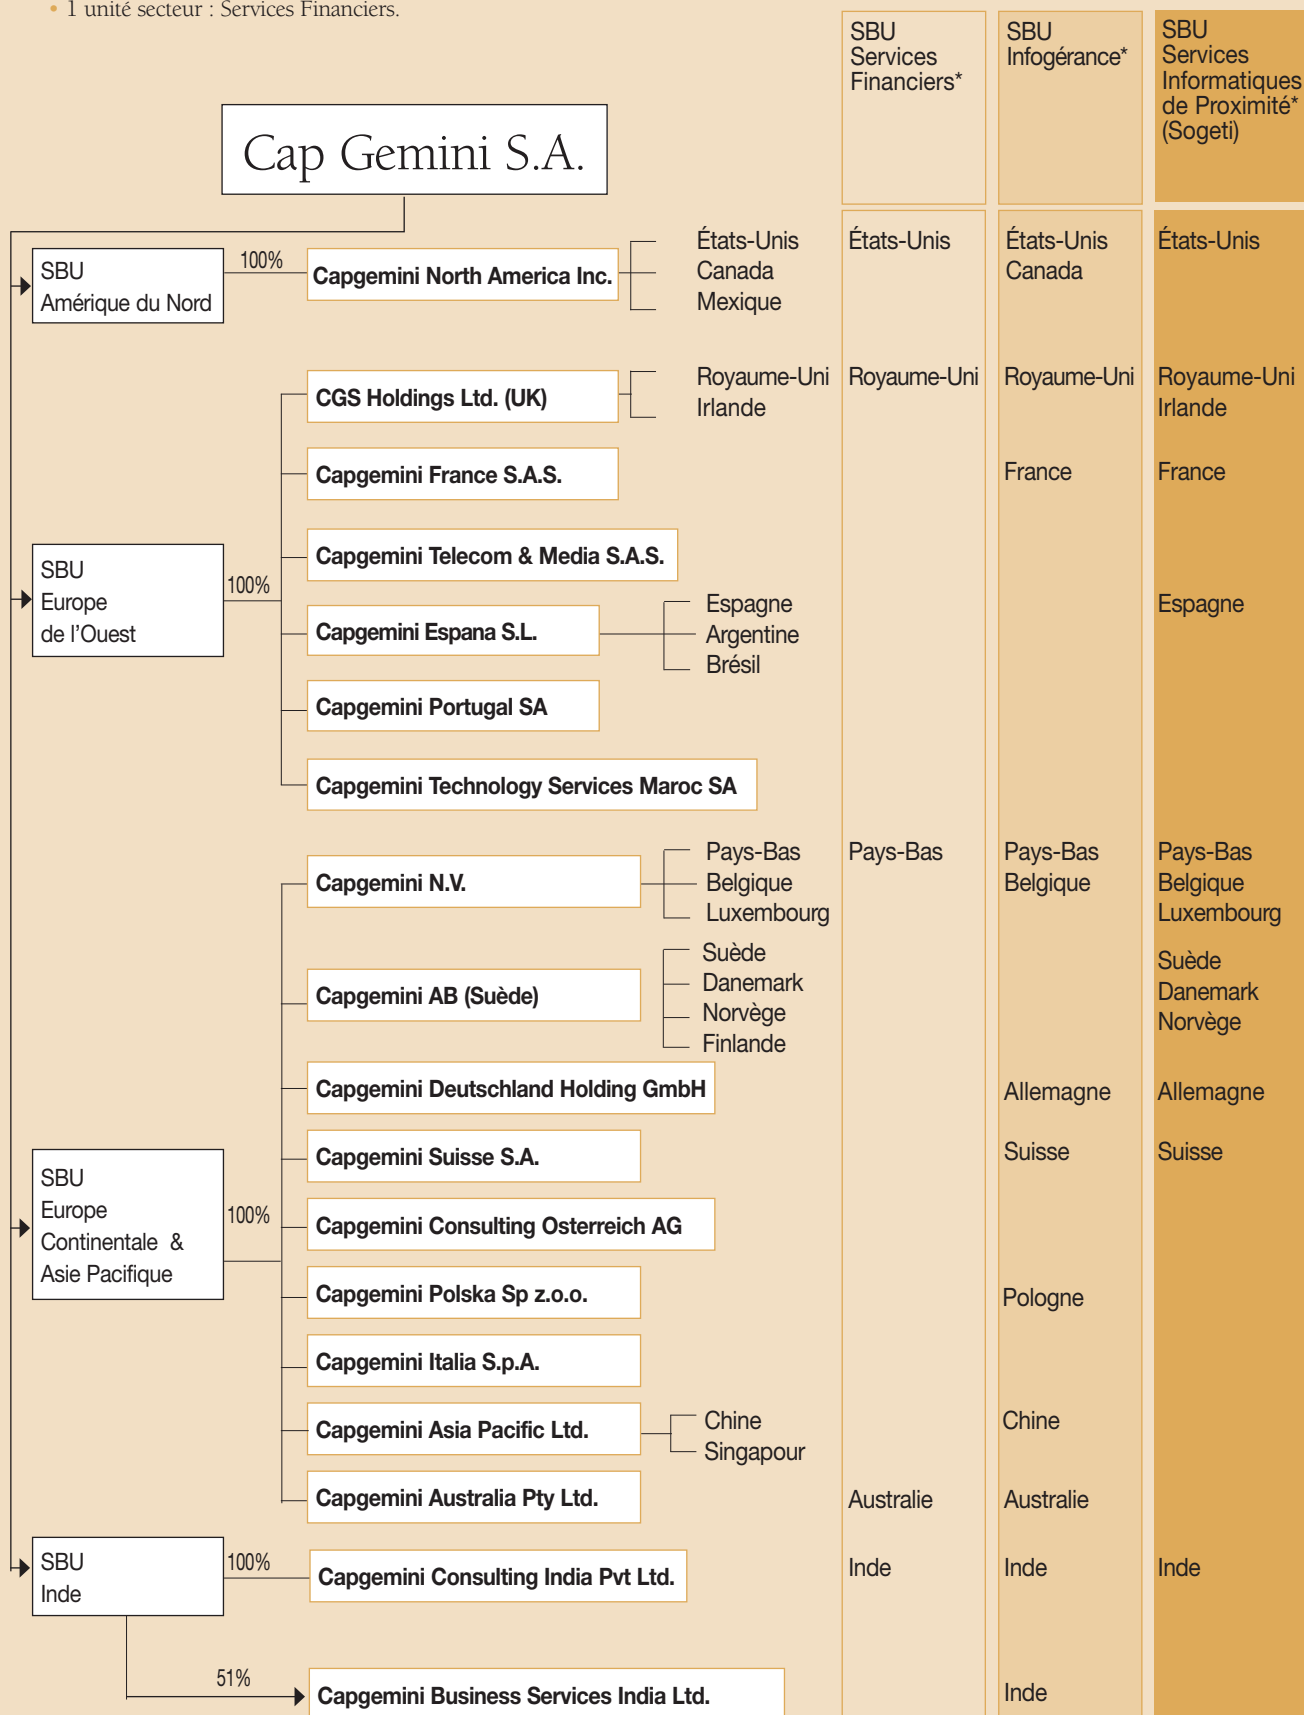 • 1 unité secteur : Services Financiers.
SBU
Services
Financiers*
SBU
Infogérance*
SBU
Services
Informatiques
de Proximité*
(Sogeti)
Cap Gemini S.A.
SBU
Amérique du Nord
100%
Capgemini North America Inc.
États-Unis
Canada
Mexique
États-Unis
États-Unis
Canada
États-Unis
SBU
Europe
de l'Ouest
100%
CGS Holdings Ltd. (UK)
Royaume-Uni
Irlande
Royaume-Uni
Royaume-Uni
Royaume-Uni
Irlande
Capgemini France S.A.S.
France
France
Capgemini Telecom & Media S.A.S.
Capgemini Espana S.L.
Espagne
Argentine
Brésil
Espagne
Capgemini Portugal SA
Capgemini Technology Services Maroc SA
SBU
Europe
Continentale &
Asie Pacifique
100%
Capgemini N.V.
Pays-Bas
Belgique
Luxembourg
Pays-Bas
Pays-Bas
Belgique
Pays-Bas
Belgique
Luxembourg
Capgemini AB (Suède)
Suède
Danemark
Norvège
Finlande
Suède
Danemark
Norvège
Capgemini Deutschland Holding GmbH
Allemagne
Allemagne
Capgemini Suisse S.A.
Suisse
Suisse
Capgemini Consulting Osterreich AG
Capgemini Polska Sp z.o.o.
Pologne
Capgemini Italia S.p.A.
Capgemini Asia Pacific Ltd.
Chine
Singapour
Chine
Capgemini Australia Pty Ltd.
Australie
Australie
SBU
Inde
100%
Capgemini Consulting India Pvt Ltd.
Inde
Inde
Inde
51%
Capgemini Business Services India Ltd.
Inde